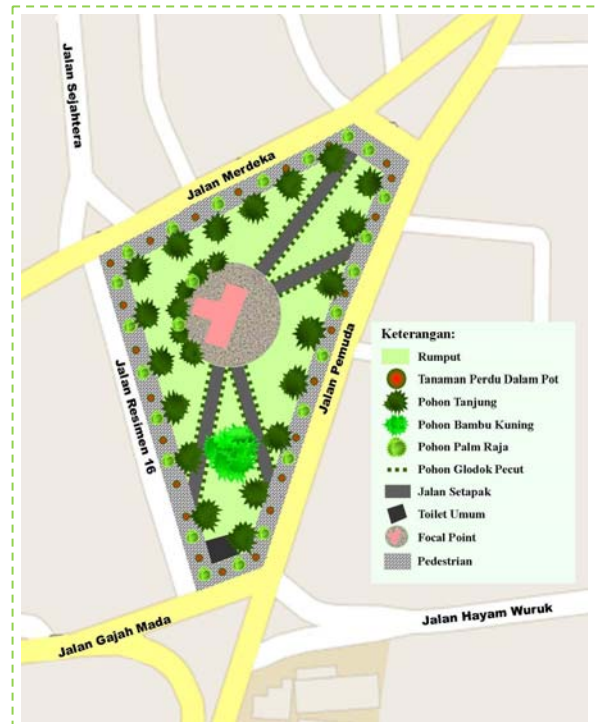 Jalan Sejahtera
Jalan Merdeka
Jalan Pemuda
Jalan Resimen 16
Keterangan:
Rumput
Tanaman Perdu Dalam Pot
Pohon Tanjung
Pohon Bambu Kuning
Pohon Palm Raja
Pohon Glodok Pecut
Jalan Setapak
Toilet Umum
Focal Point
Pedestrian
Jalan Hayam Wuruk
Jalan Gajah Mada